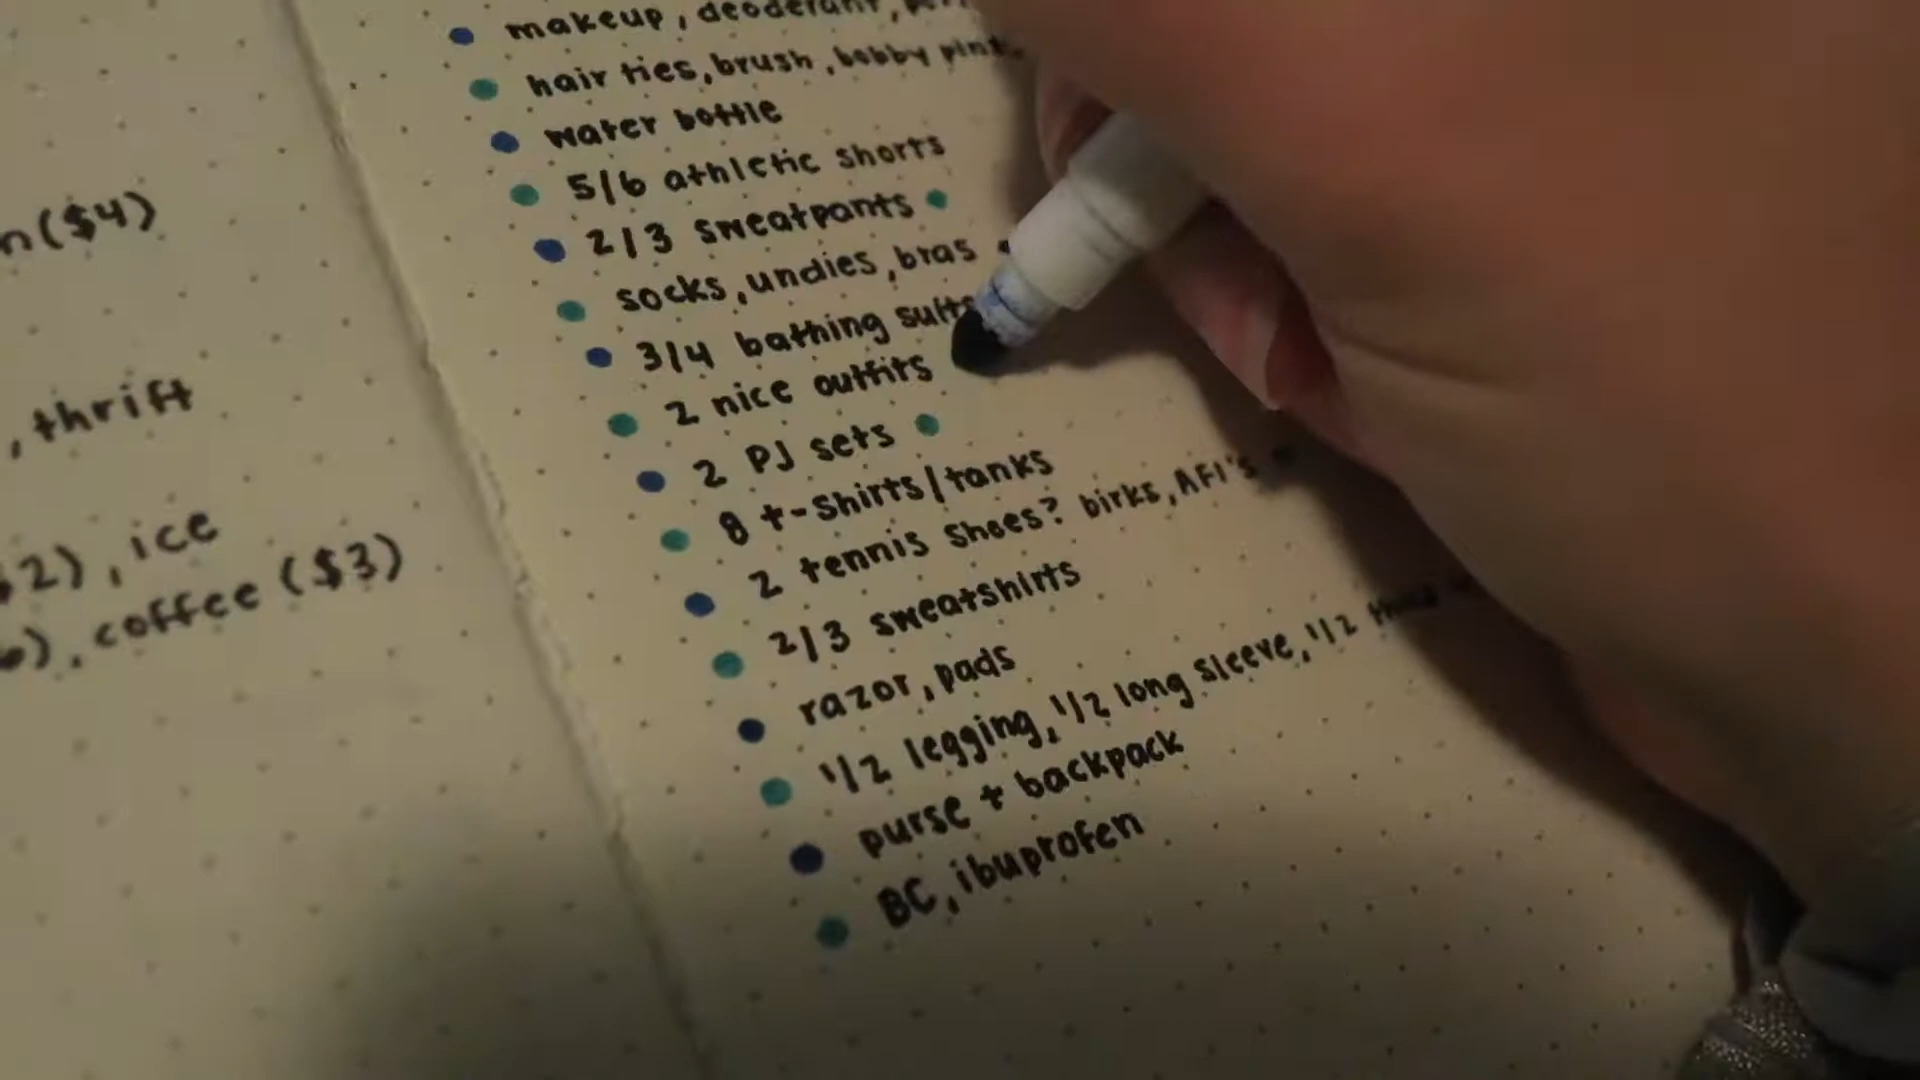 n($4)
, thrift
$2), ice
), coffee ($3)
makeup, deoderant,
hair ties, brush, bobby pins
water bottle
5/6 athletic shorts
2/3 sweatpants
socks, undies, bras
3/4 bathing suits
2 nice outfits
2 PJ sets
8 t-shirts/tanks
2 tennis shoes? birks, AF1's
2/3 sweatshirts
razor, pads
1/2 legging, 1/2 long sleeve, 1/2
purse + backpack
BC, ibuprofen